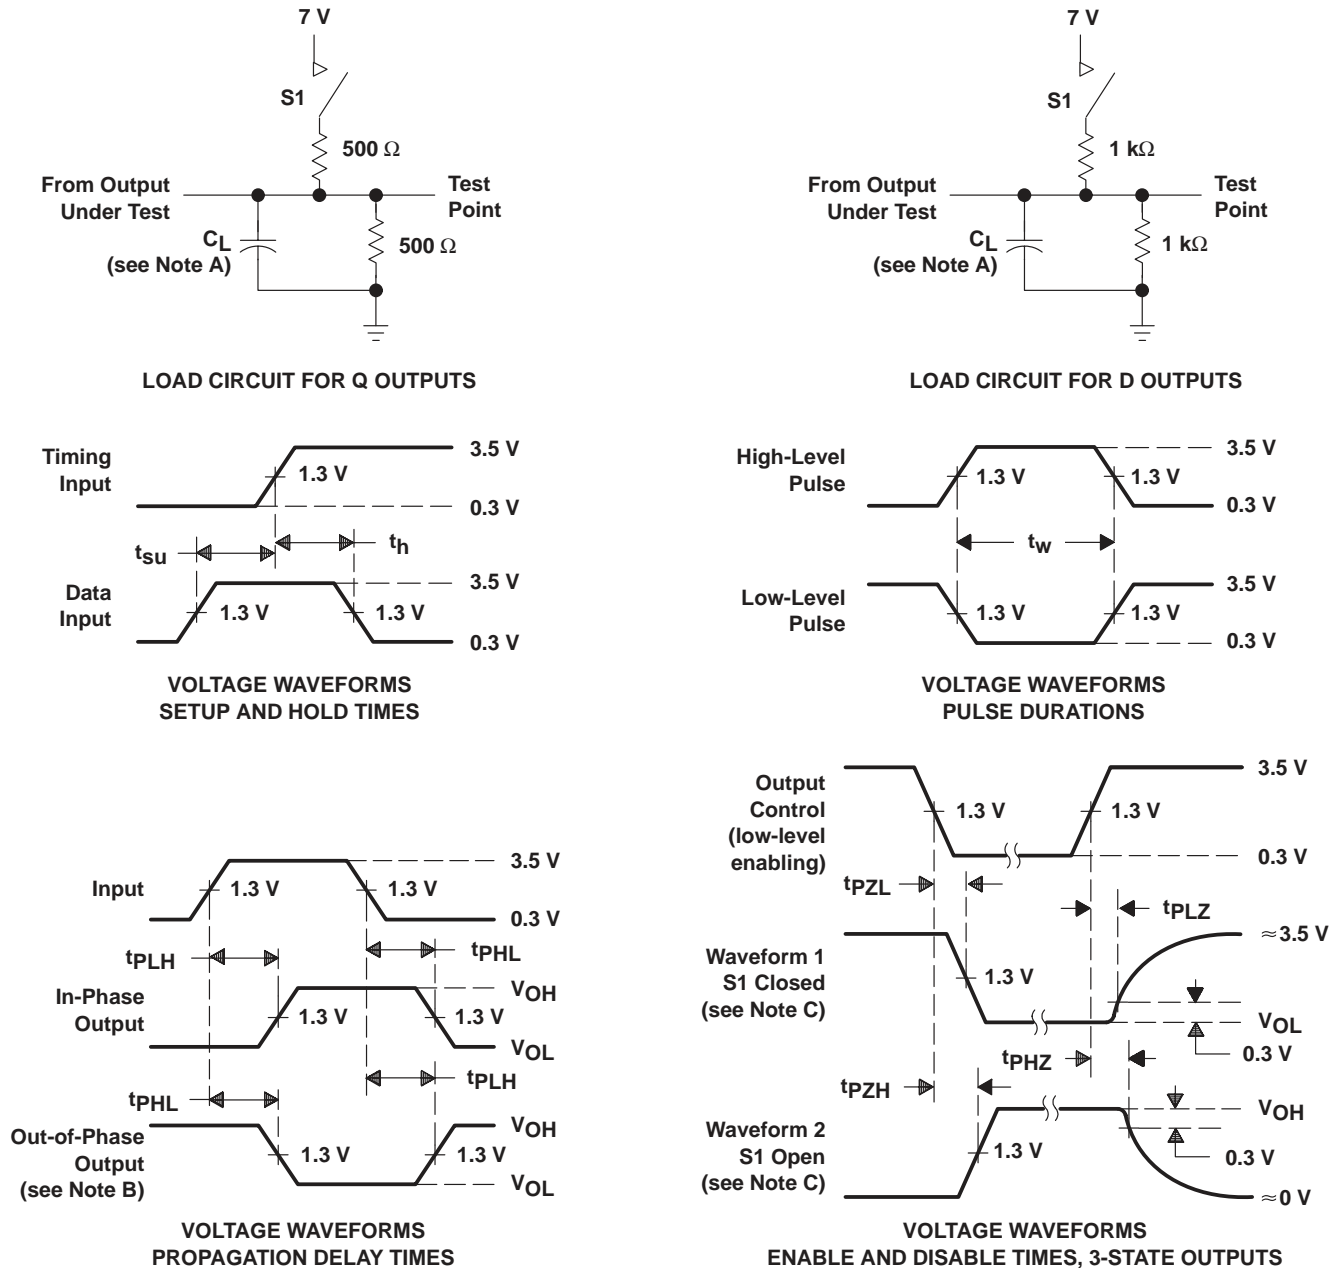 7 V
S1
500 Ω
From Output
Under Test
Test
Point
CL
(see Note A)
500 Ω
LOAD CIRCUIT FOR Q OUTPUTS
7 V
S1
1 kΩ
From Output
Under Test
Test
Point
CL
(see Note A)
1 kΩ
LOAD CIRCUIT FOR D OUTPUTS
Timing
Input
3.5 V
1.3 V
0.3 V
tsu
th
Data
Input
3.5 V
1.3 V
1.3 V
0.3 V
VOLTAGE WAVEFORMS
SETUP AND HOLD TIMES
High-Level
Pulse
3.5 V
1.3 V
1.3 V
0.3 V
tw
Low-Level
Pulse
3.5 V
1.3 V
1.3 V
0.3 V
VOLTAGE WAVEFORMS
PULSE DURATIONS
Input
3.5 V
1.3 V
1.3 V
0.3 V
tPLH
tPHL
In-Phase
Output
VOH
1.3 V
1.3 V
VOL
tPHL
tPLH
Out-of-Phase
Output
(see Note B)
VOH
1.3 V
1.3 V
VOL
VOLTAGE WAVEFORMS
PROPAGATION DELAY TIMES
Output
Control
(low-level
enabling)
3.5 V
1.3 V
1.3 V
0.3 V
tPZL
tPLZ
Waveform 1
S1 Closed
(see Note C)
≈3.5 V
1.3 V
VOL
0.3 V
tPZH
tPHZ
Waveform 2
S1 Open
(see Note C)
VOH
1.3 V
0.3 V
≈0 V
VOLTAGE WAVEFORMS
ENABLE AND DISABLE TIMES, 3-STATE OUTPUTS